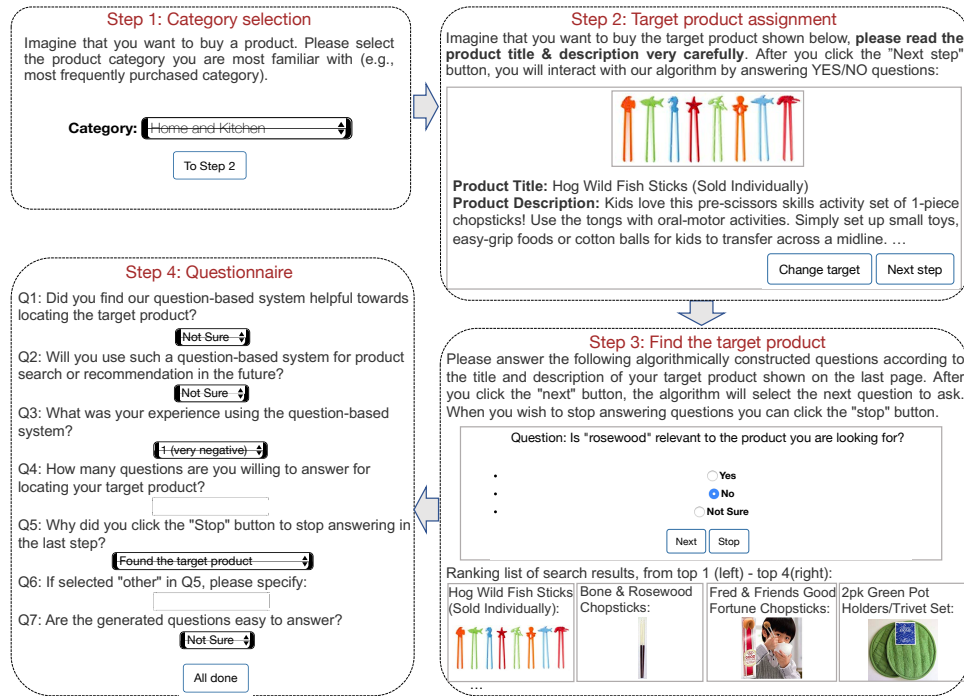 Step 1: Category selection
Imagine that you want to buy a product. Please select
the product category you are most familiar with (e.g.,
most frequently purchased category).
Category: Home and Kitchen
To Step 2
Step 2: Target product assignment
Imagine that you want to buy the target product shown below, please read the
product title & description very carefully. After you click the "Next step"
button, you will interact with our algorithm by answering YES/NO questions:
Product Title: Hog Wild Fish Sticks (Sold Individually)
Product Description: Kids love this pre-scissors skills activity set of 1-piece
chopsticks! Use the tongs with oral-motor activities. Simply set up small toys,
easy-grip foods or cotton balls for kids to transfer across a midline. ...
Change target
Next step
Step 3: Find the target product
Please answer the following algorithmically constructed questions according to
the title and description of your target product shown on the last page. After
you click the "next" button, the algorithm will select the next question to ask.
When you wish to stop answering questions you can click the "stop" button.
Question: Is "rosewood" relevant to the product you are looking for?
Yes
No
Not Sure
Next
Stop
Ranking list of search results, from top 1 (left) - top 4(right):
Hog Wild Fish Sticks
(Sold Individually):
Bone & Rosewood
Chopsticks:
Fred & Friends Good
Fortune Chopsticks:
2pk Green Pot
Holders/Trivet Set:
...
Step 4: Questionnaire
Q1: Did you find our question-based system helpful towards
locating the target product?
Not Sure
Q2: Will you use such a question-based system for product
search or recommendation in the future?
Not Sure
Q3: What was your experience using the question-based
system?
1 (very negative)
Q4: How many questions are you willing to answer for
locating your target product?
Q5: Why did you click the "Stop" button to stop answering in
the last step?
Found the target product
Q6: If selected "other" in Q5, please specify:
Q7: Are the generated questions easy to answer?
Not Sure
All done